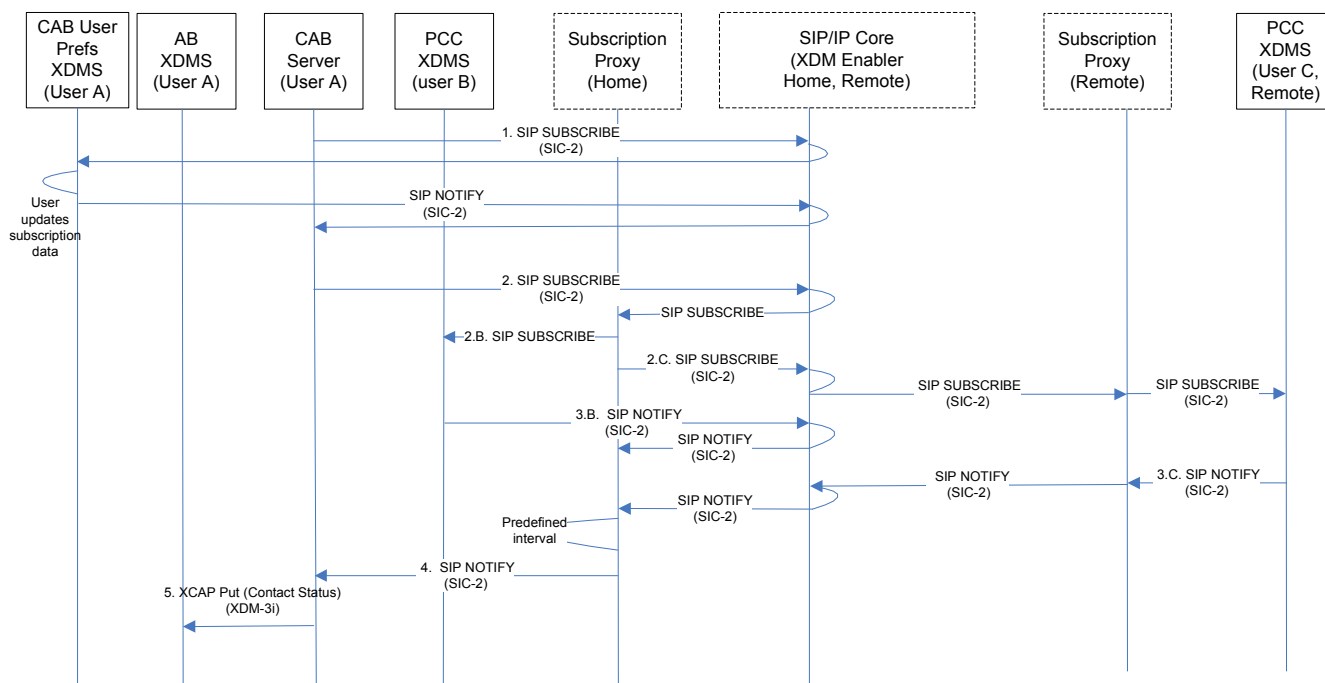 CAB User
Prefs
XDMS
(User A)
AB
XDMS
(User A)
CAB
Server
(User A)
PCC
XDMS
(user B)
Subscription
Proxy
(Home)
SIP/IP Core
(XDM Enabler
Home, Remote)
Subscription
Proxy
(Remote)
PCC
XDMS
(User C,
Remote)
1. SIP SUBSCRIBE
(SIC-2)
User
updates
subscription
data
SIP NOTIFY
(SIC-2)
2. SIP SUBSCRIBE
(SIC-2)
SIP SUBSCRIBE
2.B. SIP SUBSCRIBE
2.C. SIP SUBSCRIBE
(SIC-2)
SIP SUBSCRIBE
(SIC-2)
SIP SUBSCRIBE
(SIC-2)
3.B. SIP NOTIFY
(SIC-2)
SIP NOTIFY
(SIC-2)
3.C. SIP NOTIFY
(SIC-2)
SIP NOTIFY
(SIC-2)
SIP NOTIFY
(SIC-2)
Predefined
interval
4. SIP NOTIFY
(SIC-2)
5. XCAP Put (Contact Status)
(XDM-3i)